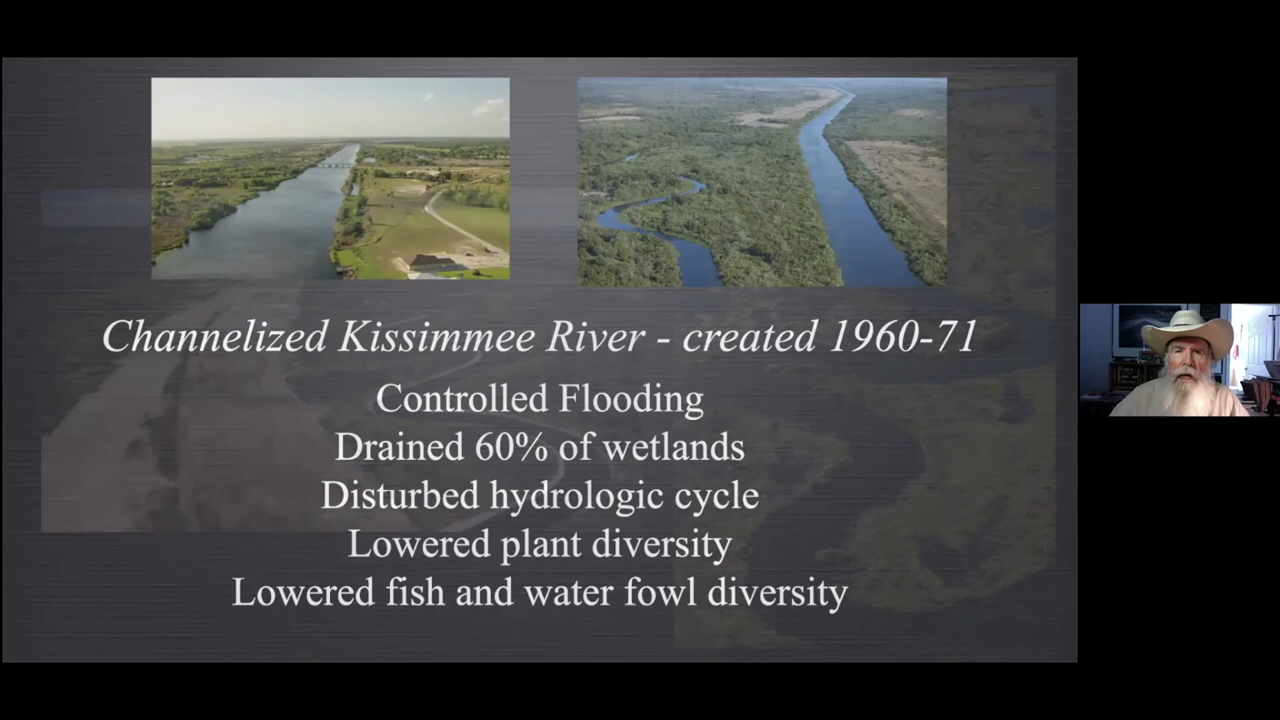 Channelized Kissimmee River - created 1960-71
Controlled Flooding
Drained 60% of wetlands
Disturbed hydrologic cycle
Lowered plant diversity
Lowered fish and water fowl diversity